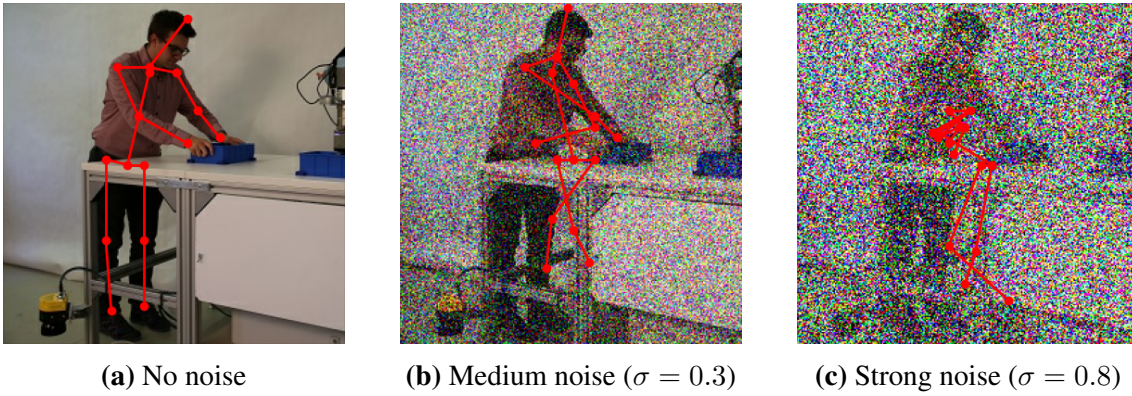 (a) No noise
(b) Medium noise (σ = 0.3)
(c) Strong noise (σ = 0.8)